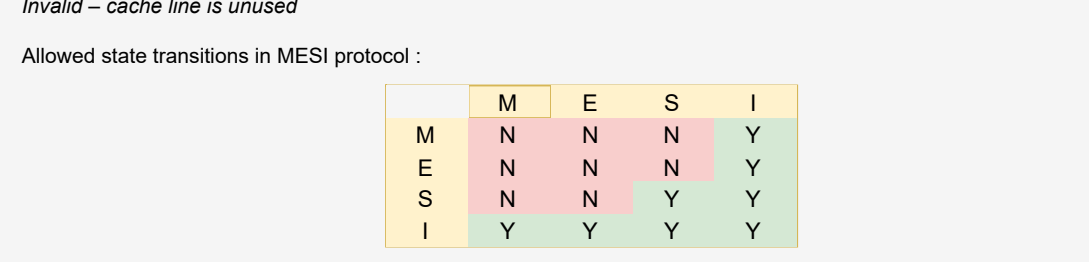 Invalid – cache line is unused
Allowed state transitions in MESI protocol :
M E S I
M N N N Y
E N N N Y
S N N Y Y
I Y Y Y Y